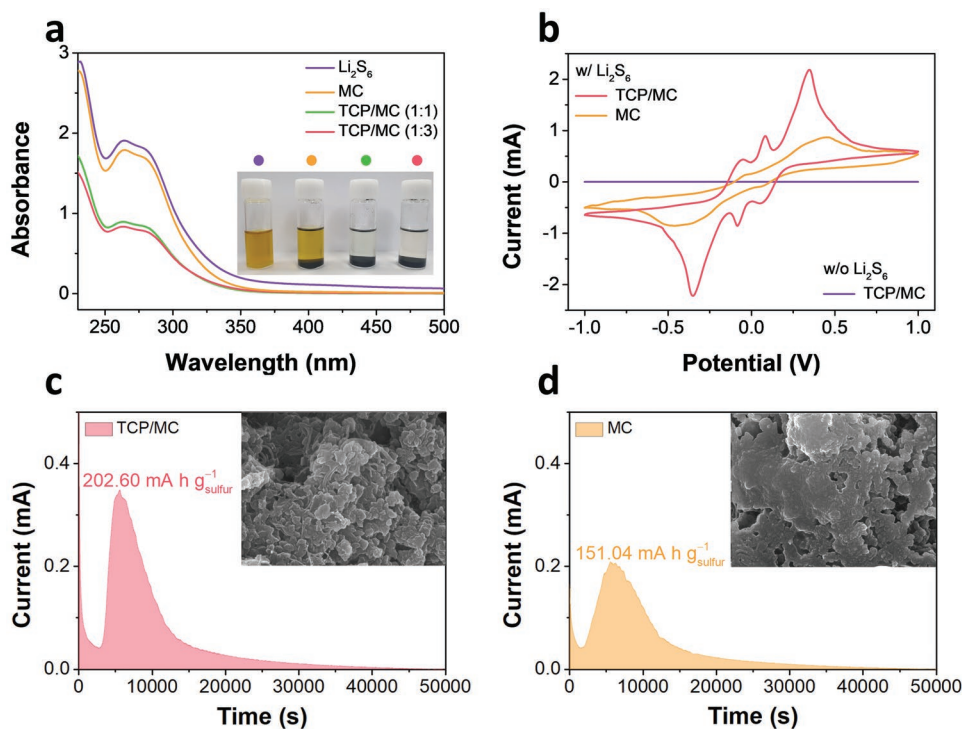 a
3
2
1
0
Absorbance
250
300
350
400
450
500
Wavelength (nm)
Li₂S₆
MC
TCP/MC (1:1)
TCP/MC (1:3)
b
2
1
0
-1
-2
Current (mA)
-1.0
-0.5
0.0
0.5
1.0
Potential (V)
w/ Li₂S₆
TCP/MC
MC
w/o Li₂S₆
TCP/MC
c
0.4
0.2
0.0
Current (mA)
0
10000
20000
30000
40000
50000
Time (s)
TCP/MC
202.60 mA h g⁻¹sulfur
d
0.4
0.2
0.0
Current (mA)
0
10000
20000
30000
40000
50000
Time (s)
MC
151.04 mA h g⁻¹sulfur